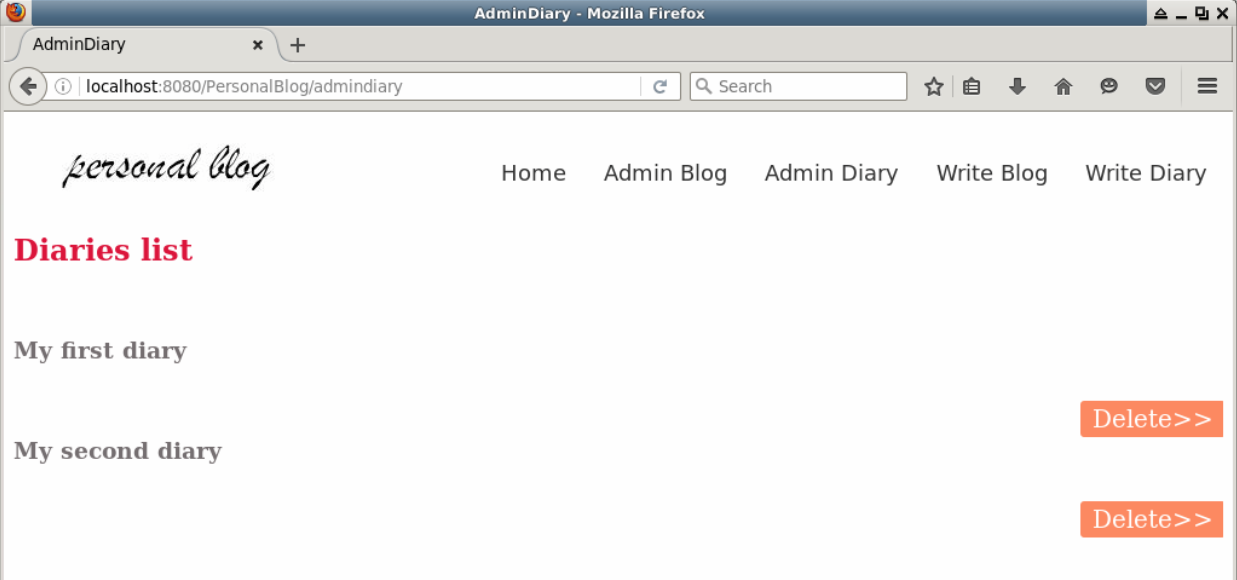 AdminDiary - Mozilla Firefox
AdminDiary
localhost:8080/PersonalBlog/admindiary
Search
personal blog
Home Admin Blog Admin Diary Write Blog Write Diary
Diaries list
My first diary
Delete>>
My second diary
Delete>>